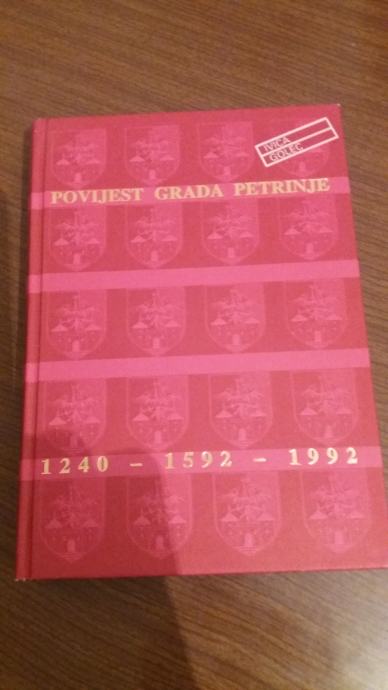 IVICA
GOLEC
POVIJEST GRADA PETRINJE
1240 – 1592 – 1992